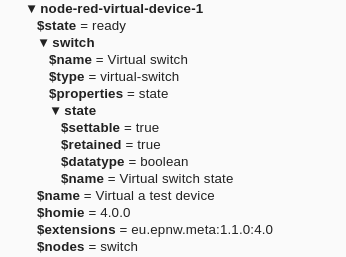 ▼ node-red-virtual-device-1
$state = ready
▼ switch
$name = Virtual switch
$type = virtual-switch
$properties = state
▼ state
$settable = true
$retained = true
$datatype = boolean
$name = Virtual switch state
$name = Virtual a test device
$homie = 4.0.0
$extensions = eu.epnw.meta:1.1.0:4.0
$nodes = switch